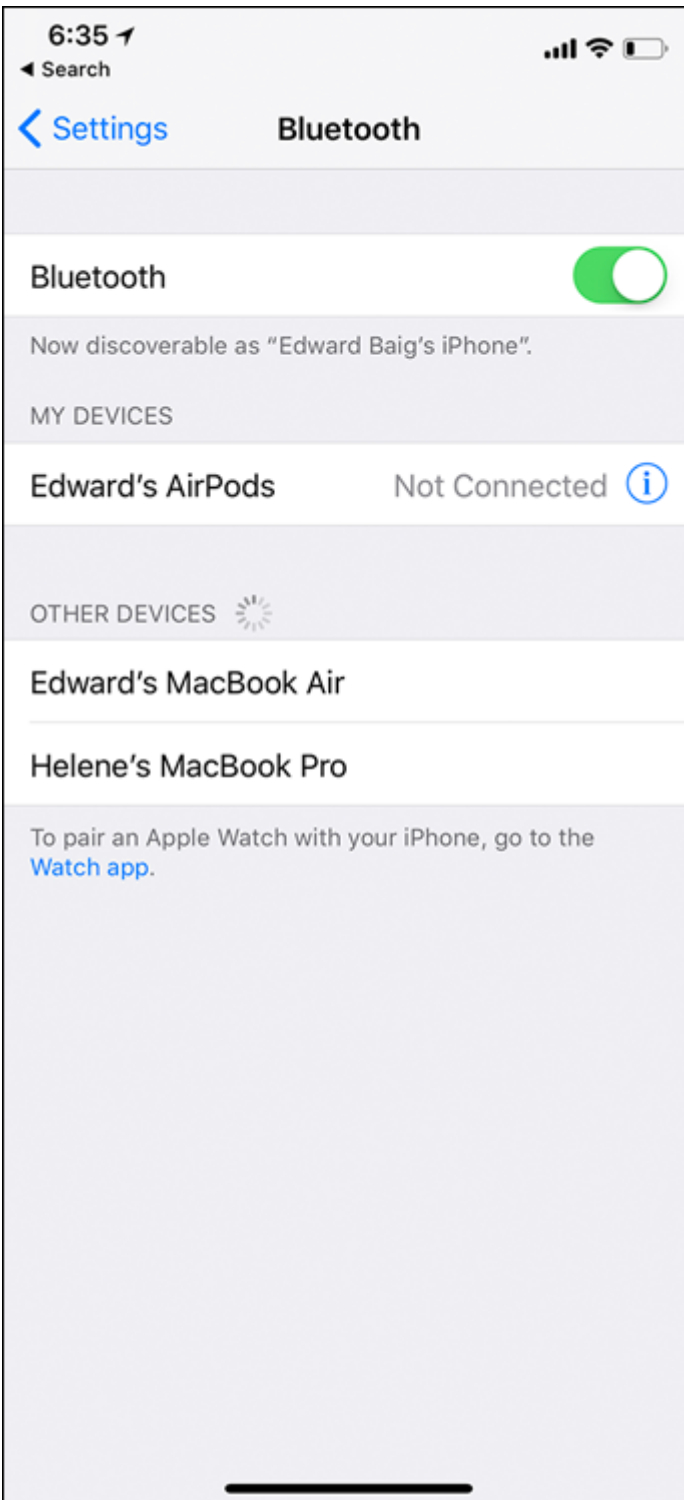 6:35
◀ Search
Settings
Bluetooth
Bluetooth
Now discoverable as “Edward Baig’s iPhone”.
MY DEVICES
Edward’s AirPods Not Connected i
OTHER DEVICES
Edward’s MacBook Air
Helene’s MacBook Pro
To pair an Apple Watch with your iPhone, go to the
Watch app.